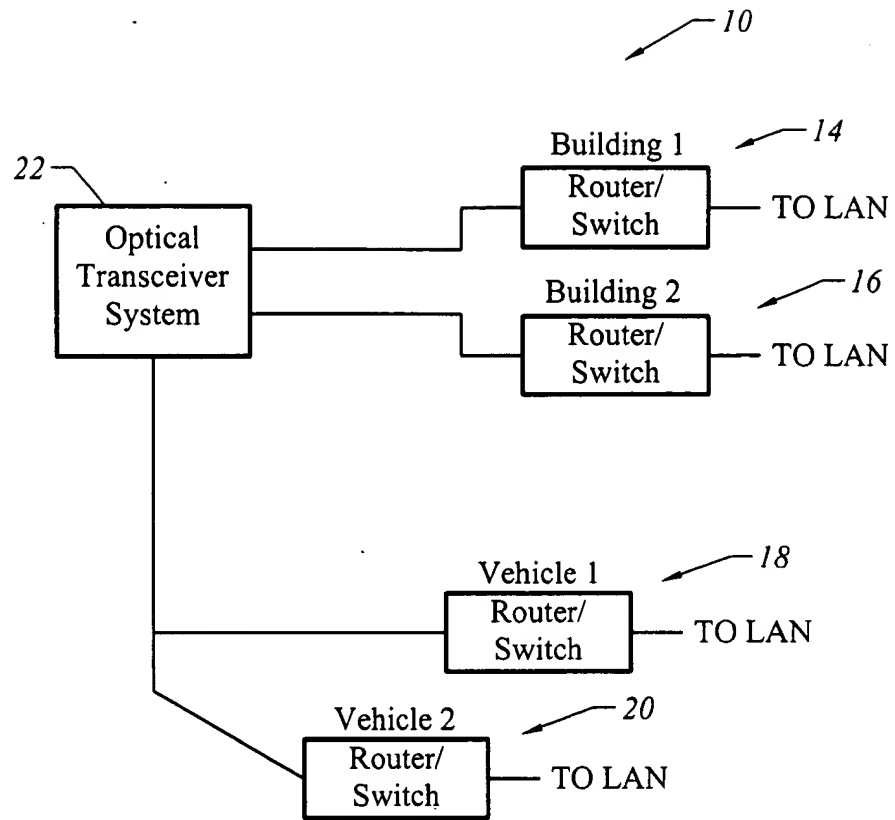 10
Building 1
14
22
Router/
Switch
TO LAN
Optical
Transceiver
System
Building 2
16
Router/
Switch
TO LAN
Vehicle 1
18
Router/
Switch
TO LAN
Vehicle 2
20
Router/
Switch
TO LAN